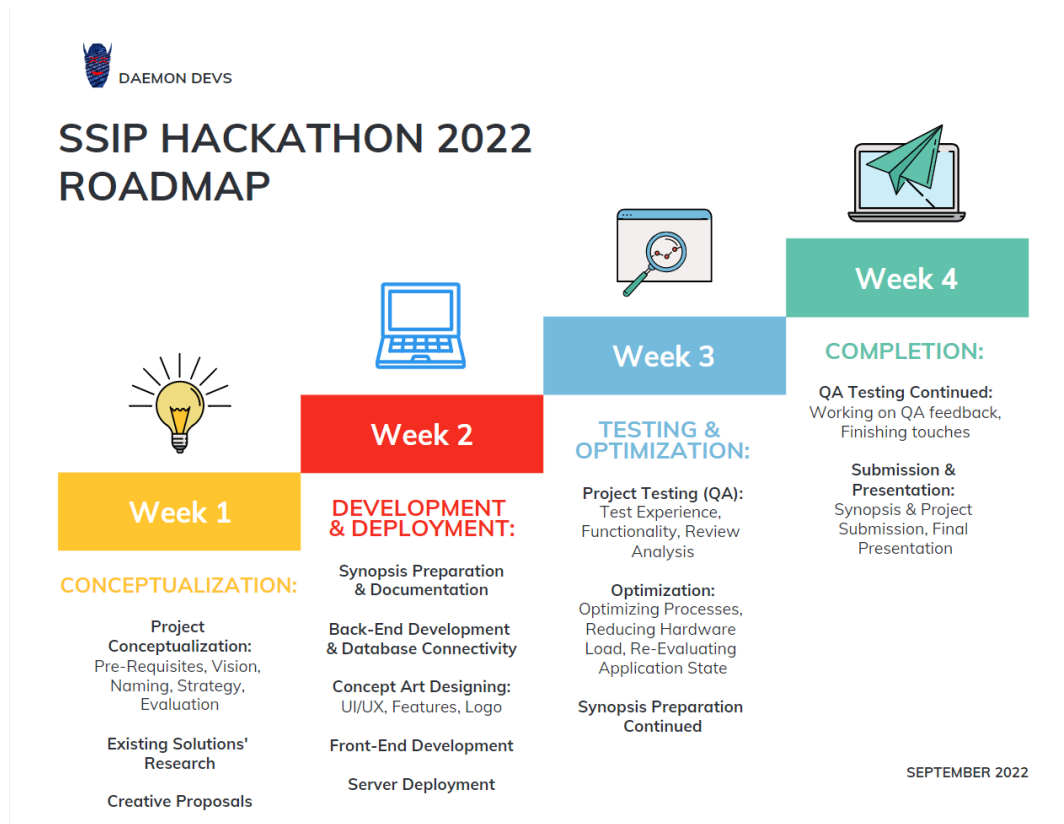 DAEMON DEVS
SSIP HACKATHON 2022
ROADMAP
Week 1
CONCEPTUALIZATION:
Project
Conceptualization:
Pre-Requisites, Vision,
Naming, Strategy,
Evaluation
Existing Solutions'
Research
Creative Proposals
Week 2
DEVELOPMENT
& DEPLOYMENT:
Synopsis Preparation
& Documentation
Back-End Development
& Database Connectivity
Concept Art Designing:
UI/UX, Features, Logo
Front-End Development
Server Deployment
Week 3
TESTING &
OPTIMIZATION:
Project Testing (QA):
Test Experience,
Functionality, Review
Analysis
Optimization:
Optimizing Processes,
Reducing Hardware
Load, Re-Evaluating
Application State
Synopsis Preparation
Continued
Week 4
COMPLETION:
QA Testing Continued:
Working on QA feedback,
Finishing touches
Submission &
Presentation:
Synopsis & Project
Submission, Final
Presentation
SEPTEMBER 2022